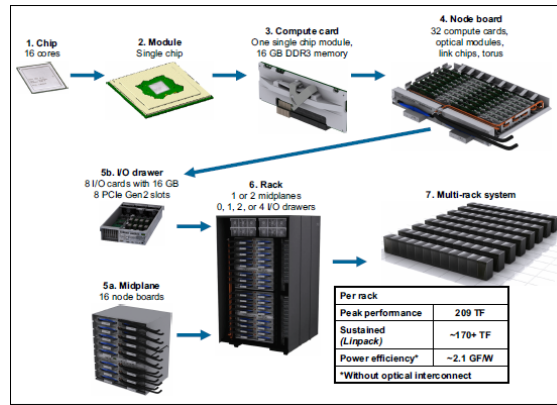 1. Chip
16 cores
2. Module
Single chip
3. Compute card
One single chip module,
16 GB DDR3 memory
4. Node board
32 compute cards,
optical modules,
link chips, torus
5b. I/O drawer
8 I/O cards with 16 GB
8 PCIe Gen2 slots
6. Rack
1 or 2 midplanes
0, 1, 2, or 4 I/O drawers
7. Multi-rack system
5a. Midplane
16 node boards
Per rack
Peak performance 209 TF
Sustained
(Linpack) ~170+ TF
Power efficiency* ~2.1 GF/W
*Without optical interconnect